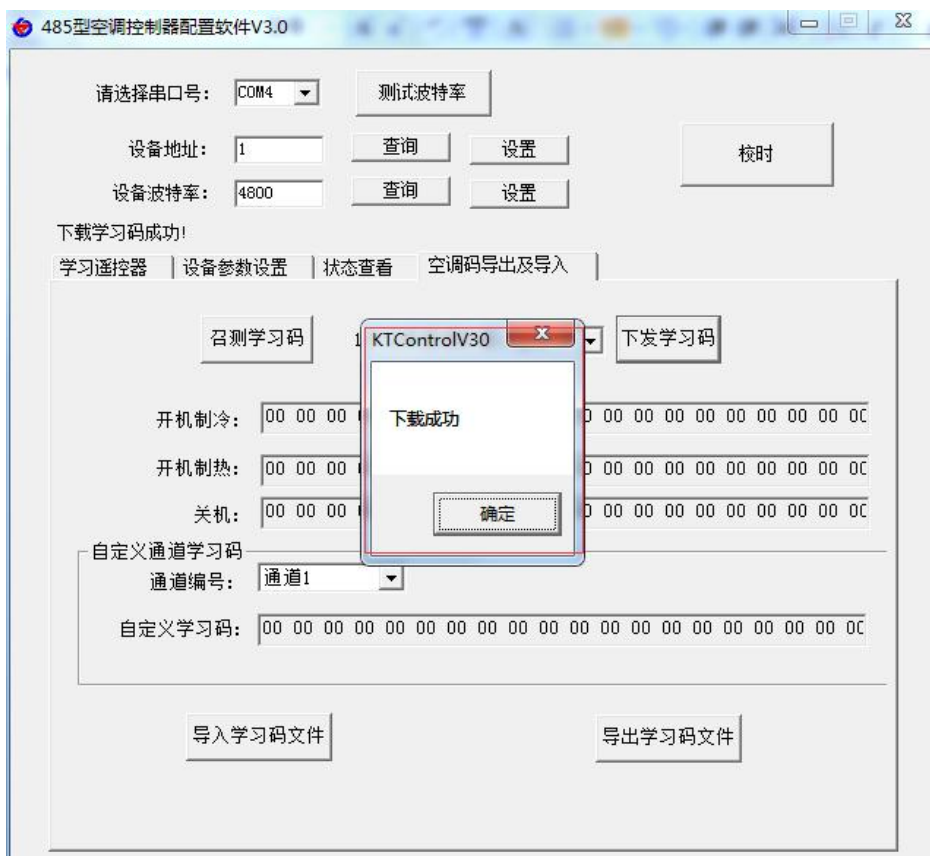 485型空调控制器配置软件V3.0
请选择串口号: COM4 测试波特率
设备地址: 1 查询 设置 校时
设备波特率: 4800 查询 设置
下载学习码成功!
学习遥控器 设备参数设置 状态查看 空调码导出及导入
召测学习码 下发学习码
KTControlV30
开机制冷: 00 00 00 00 00 00 00 00 00 00 00 00
下载成功
开机制热: 00 00 00 00 00 00 00 00 00 00 00 00
关机: 00 00 00 00 00 00 00 00 00 00 00 00
确定
自定义通道学习码
通道编号: 通道1
自定义学习码: 00 00 00 00 00 00 00 00 00 00 00 00 00 00 00 00 00 00 00 00
导入学习码文件 导出学习码文件